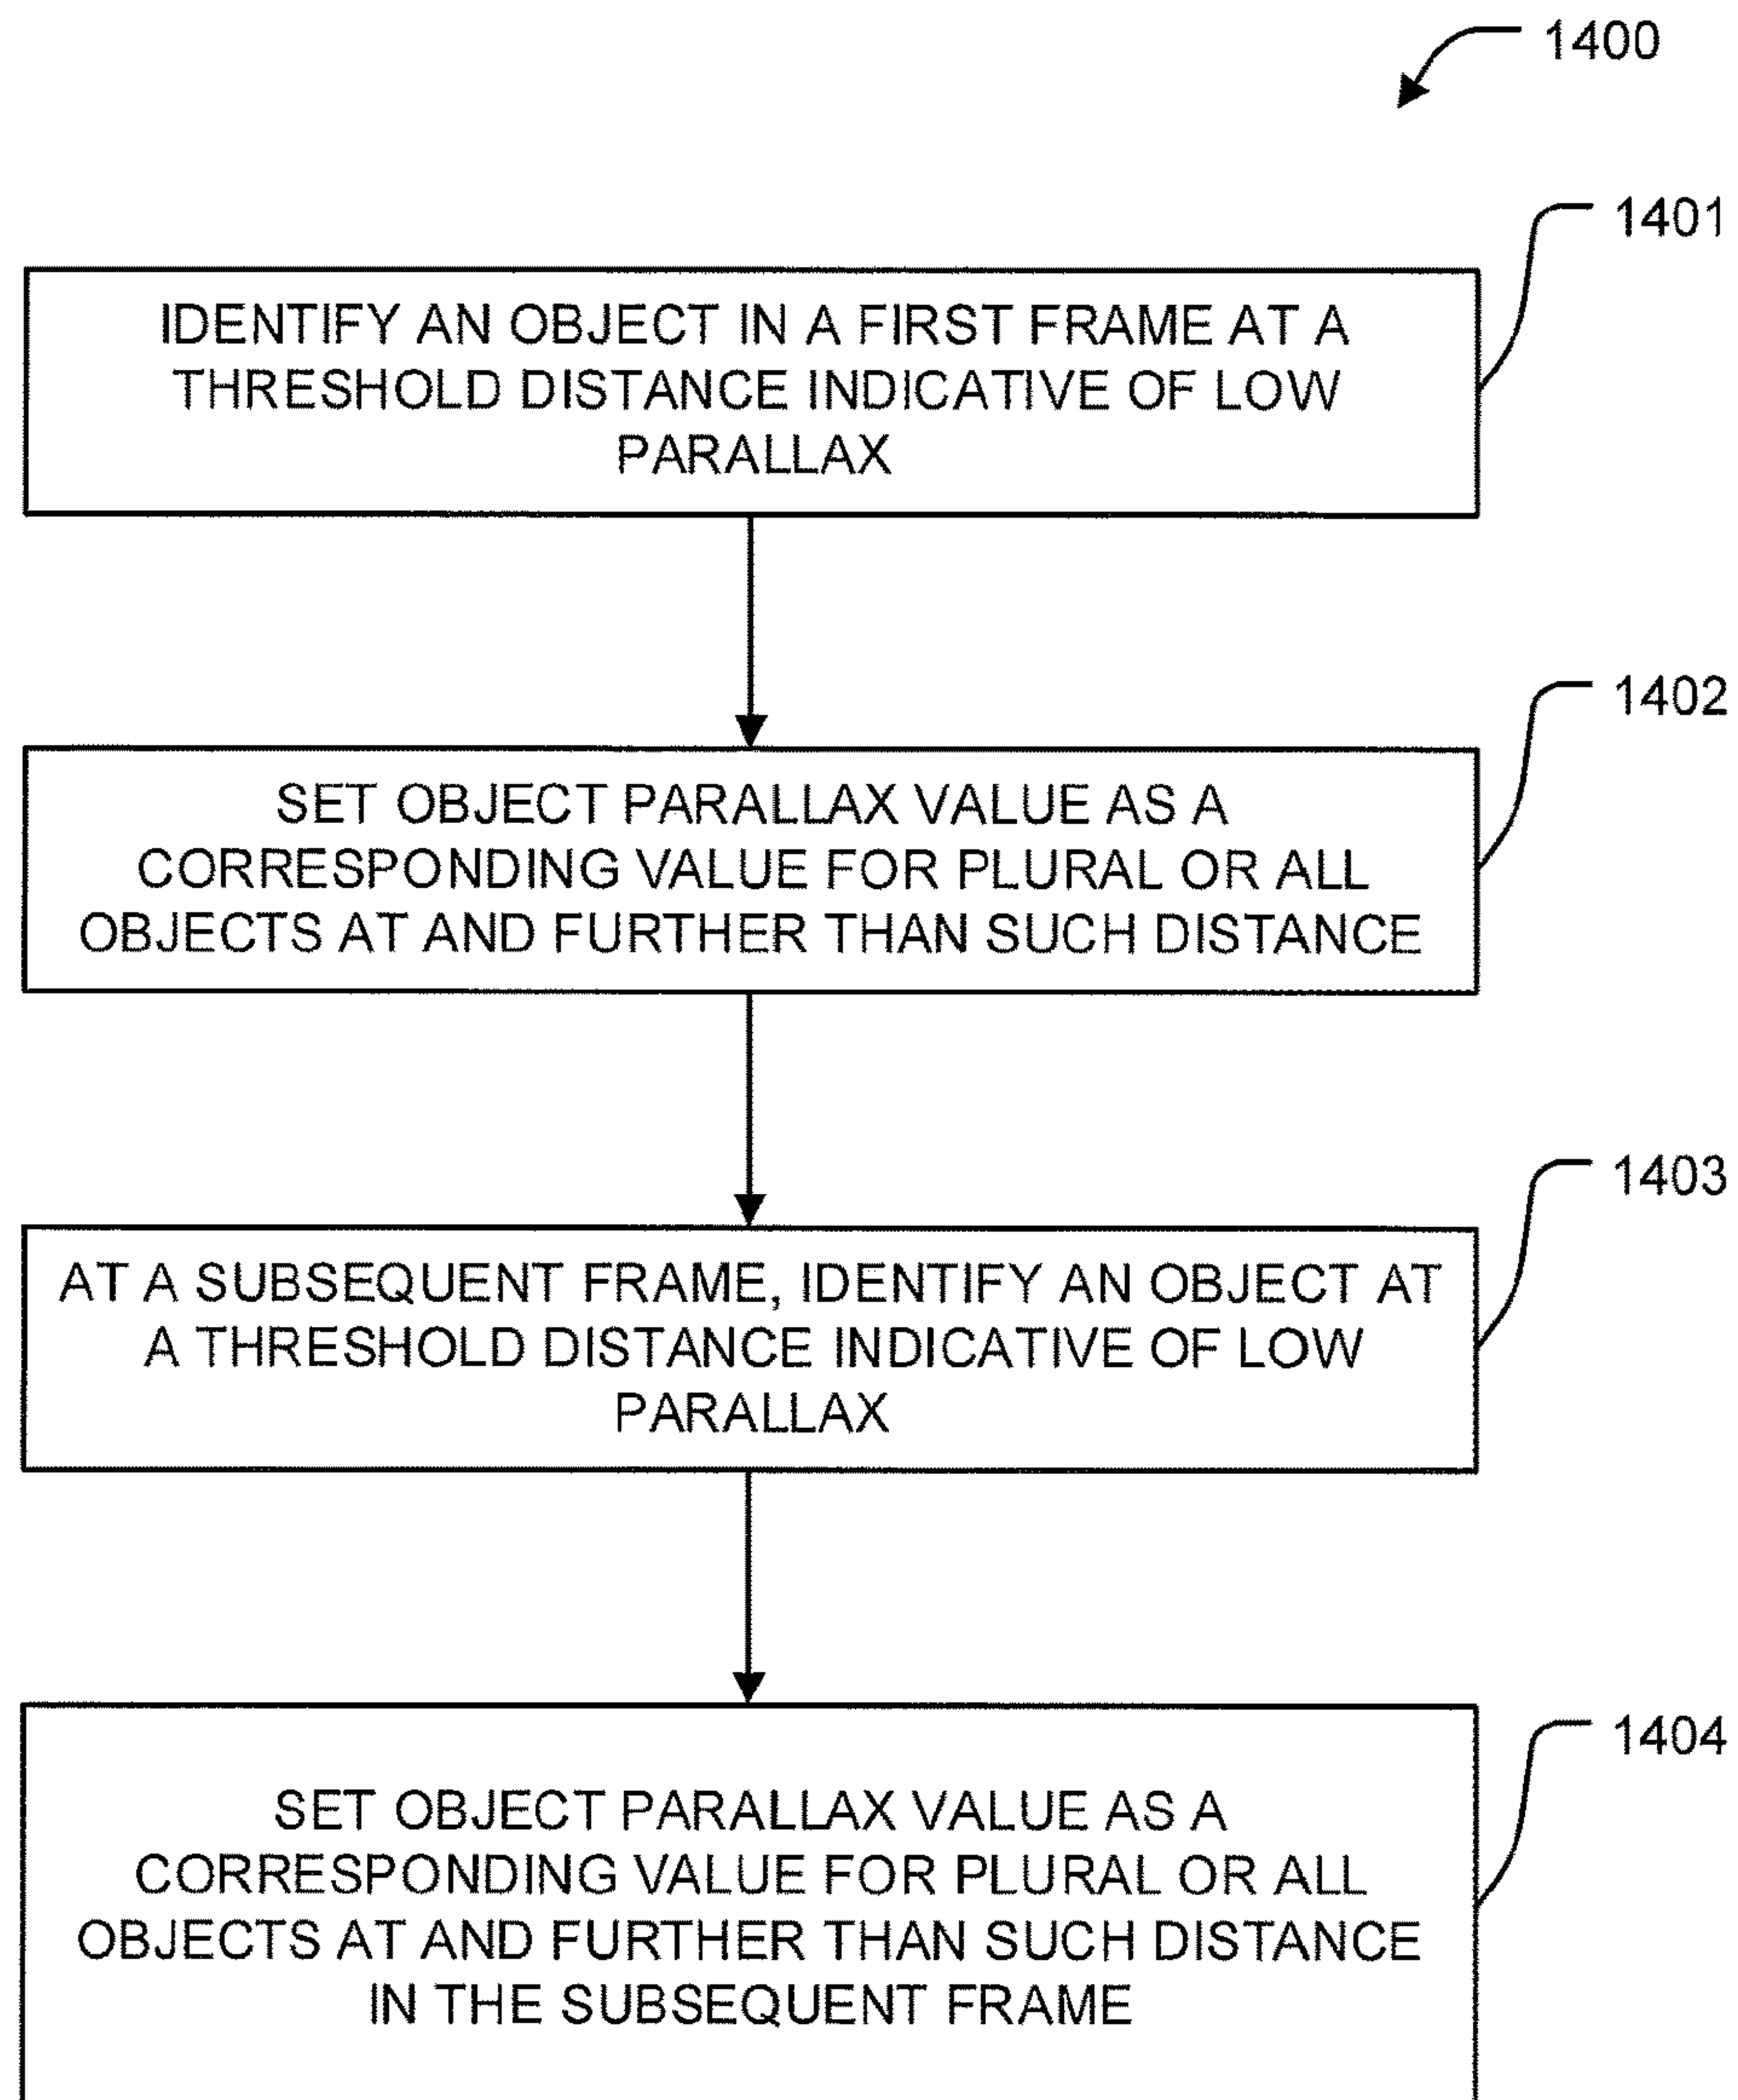 1400
1401
IDENTIFY AN OBJECT IN A FIRST FRAME AT A
THRESHOLD DISTANCE INDICATIVE OF LOW
PARALLAX
1402
SET OBJECT PARALLAX VALUE AS A
CORRESPONDING VALUE FOR PLURAL OR ALL
OBJECTS AT AND FURTHER THAN SUCH DISTANCE
1403
AT A SUBSEQUENT FRAME, IDENTIFY AN OBJECT AT
A THRESHOLD DISTANCE INDICATIVE OF LOW
PARALLAX
1404
SET OBJECT PARALLAX VALUE AS A
CORRESPONDING VALUE FOR PLURAL OR ALL
OBJECTS AT AND FURTHER THAN SUCH DISTANCE
IN THE SUBSEQUENT FRAME